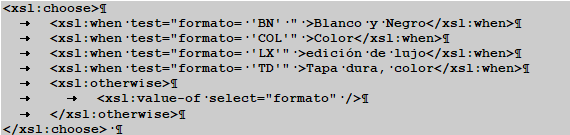 <xsl:choose>¶
→ <xsl:when·test="formato=·'BN'·"·>Blanco·y·Negro</xsl:when>¶
→ <xsl:when·test="formato=·'COL'"·>Color</xsl:when>¶
→ <xsl:when·test="formato=·'LX'"·>edición·de·lujo</xsl:when>¶
→ <xsl:when·test="formato=·'TD'"·>Tapa·dura,·color</xsl:when>¶
→ <xsl:otherwise>¶
→ → <xsl:value-of·select="formato"·/>¶
→ </xsl:otherwise>¶
</xsl:choose>·¶